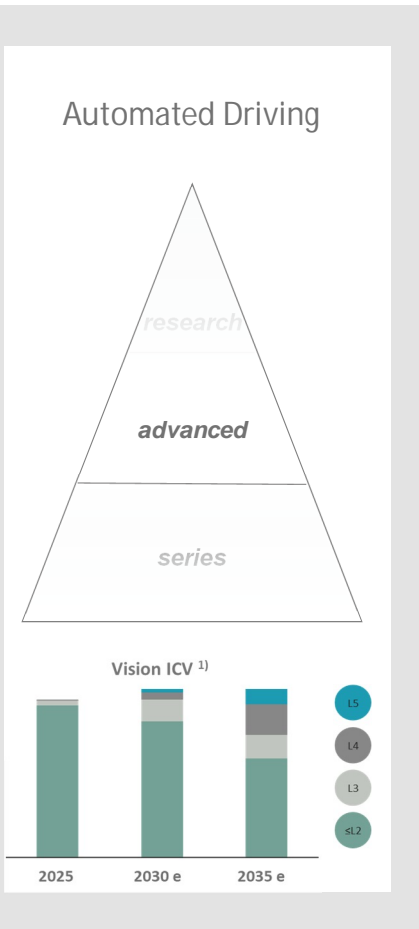 Automated Driving
research
advanced
series
Vision ICV 1)
L5
L4
L3
≤L2
2025 2030 e 2035 e